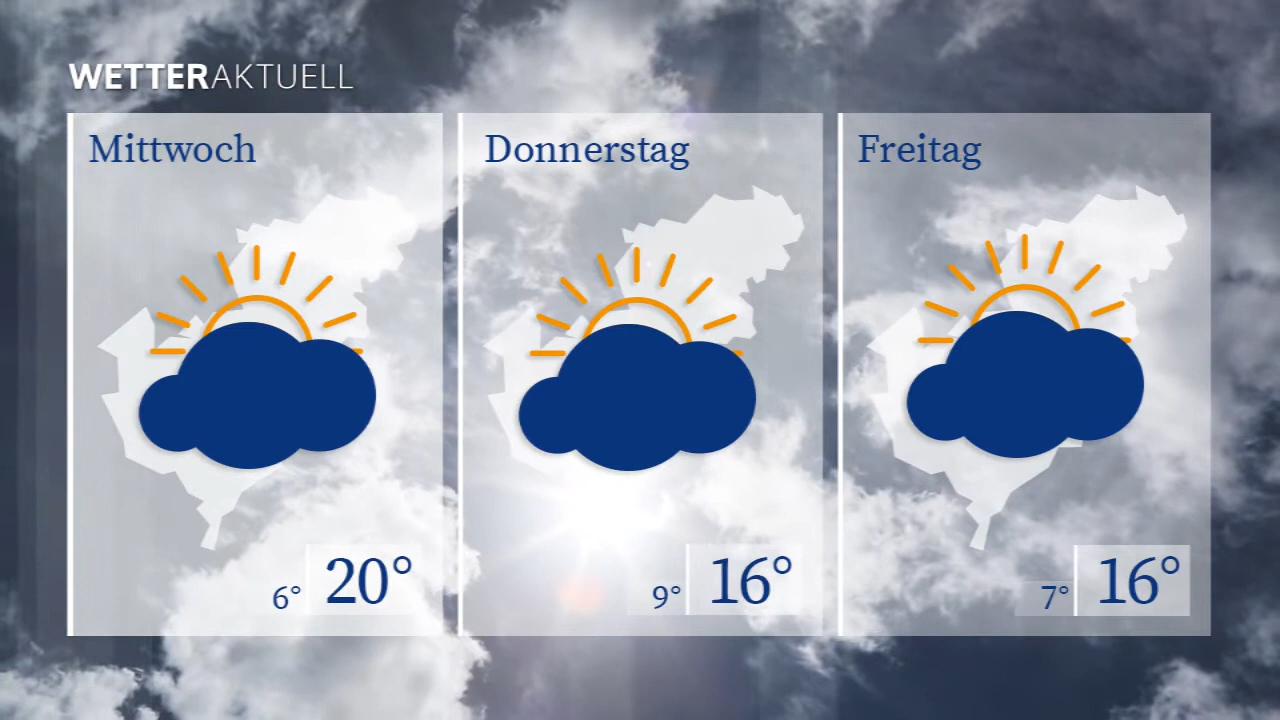 WETTERAKTUELL
Mittwoch
6° 20°
Donnerstag
9° 16°
Freitag
7° 16°